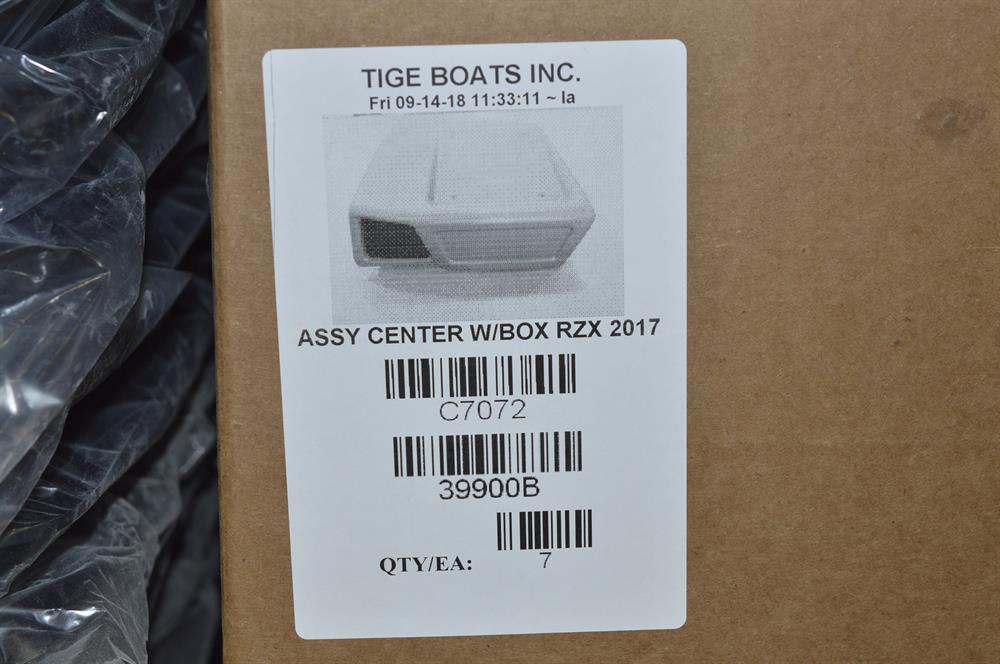 TIGE BOATS INC.
Fri 09-14-18 11:33:11 ~ la
ASSY CENTER W/BOX RZX 2017
C7072
39900B
QTY/EA: 7